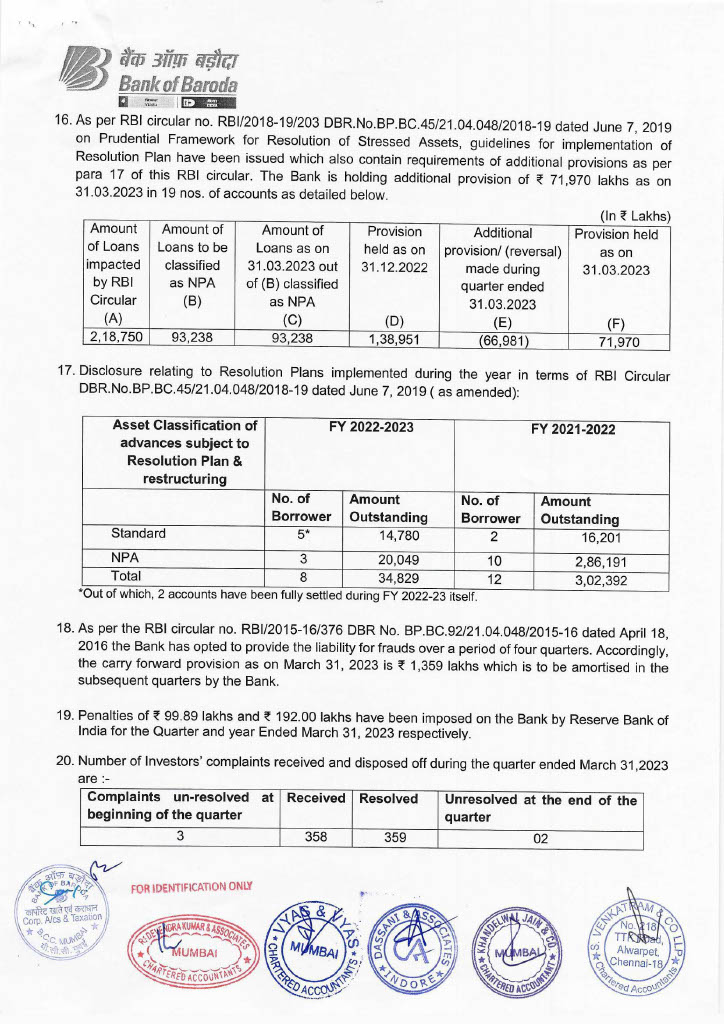 बैंक ऑफ़ बड़ौदा
Bank of Baroda
16. As per RBI circular no. RBI/2018-19/203 DBR.No.BP.BC.45/21.04.048/2018-19 dated June 7, 2019
on Prudential Framework for Resolution of Stressed Assets, guidelines for implementation of
Resolution Plan have been issued which also contain requirements of additional provisions as per
para 17 of this RBI circular. The Bank is holding additional provision of ₹ 71,970 lakhs as on
31.03.2023 in 19 nos. of accounts as detailed below.
(In ₹ Lakhs)
Amount of Loans impacted by RBI Circular (A) Amount of Loans to be classified as NPA (B) Amount of Loans as on 31.03.2023 out of (B) classified as NPA (C) Provision held as on 31.12.2022 (D) Additional provision/ (reversal) made during quarter ended 31.03.2023 (E) Provision held as on 31.03.2023 (F)
2,18,750 93,238 93,238 1,38,951 (66,981) 71,970
17. Disclosure relating to Resolution Plans implemented during the year in terms of RBI Circular
DBR.No.BP.BC.45/21.04.048/2018-19 dated June 7, 2019 ( as amended):
Asset Classification of advances subject to Resolution Plan & restructuring FY 2022-2023 FY 2021-2022
No. of Borrower Amount Outstanding No. of Borrower Amount Outstanding
Standard 5* 14,780 2 16,201
NPA 3 20,049 10 2,86,191
Total 8 34,829 12 3,02,392
*Out of which, 2 accounts have been fully settled during FY 2022-23 itself.
18. As per the RBI circular no. RBI/2015-16/376 DBR No. BP.BC.92/21.04.048/2015-16 dated April 18,
2016 the Bank has opted to provide the liability for frauds over a period of four quarters. Accordingly,
the carry forward provision as on March 31, 2023 is ₹ 1,359 lakhs which is to be amortised in the
subsequent quarters by the Bank.
19. Penalties of ₹ 99.89 lakhs and ₹ 192.00 lakhs have been imposed on the Bank by Reserve Bank of
India for the Quarter and year Ended March 31, 2023 respectively.
20. Number of Investors' complaints received and disposed off during the quarter ended March 31,2023
are :-
Complaints un-resolved at beginning of the quarter Received Resolved Unresolved at the end of the quarter
3 358 359 02
FOR IDENTIFICATION ONLY
बैंक ऑफ़ बड़ौदा
BANK OF BARODA
कार्पोरेट खाते एवं कराधान
Corp. A/cs & Taxation
B.C.C. MUMBAI
DEVENDRA KUMAR & ASSOCIATES
MUMBAI
CHARTERED ACCOUNTANTS
VYAS & VYAS
MUMBAI
CHARTERED ACCOUNTANTS
DASSANI & ASSOCIATES
CA
INDORE
KHANDELWAL JAIN & CO.
MUMBAI
CHARTERED ACCOUNTANT
S. VENKATRAM & CO LLP
No. 218
Alwarpet,
Chennai-18
Chartered Accountants